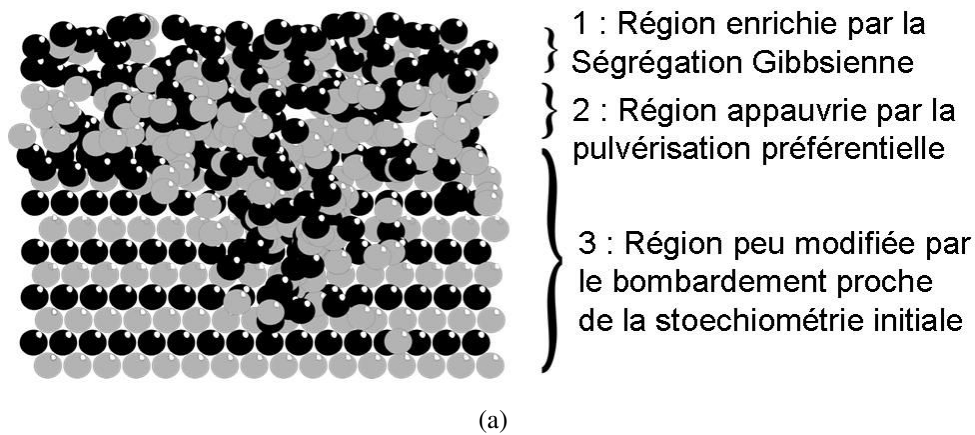 1 : Région enrichie par la
Ségrégation Gibbsienne
2 : Région appauvrie par la
pulvérisation préférentielle
3 : Région peu modifiée par
le bombardement proche
de la stoechiométrie initiale
(a)